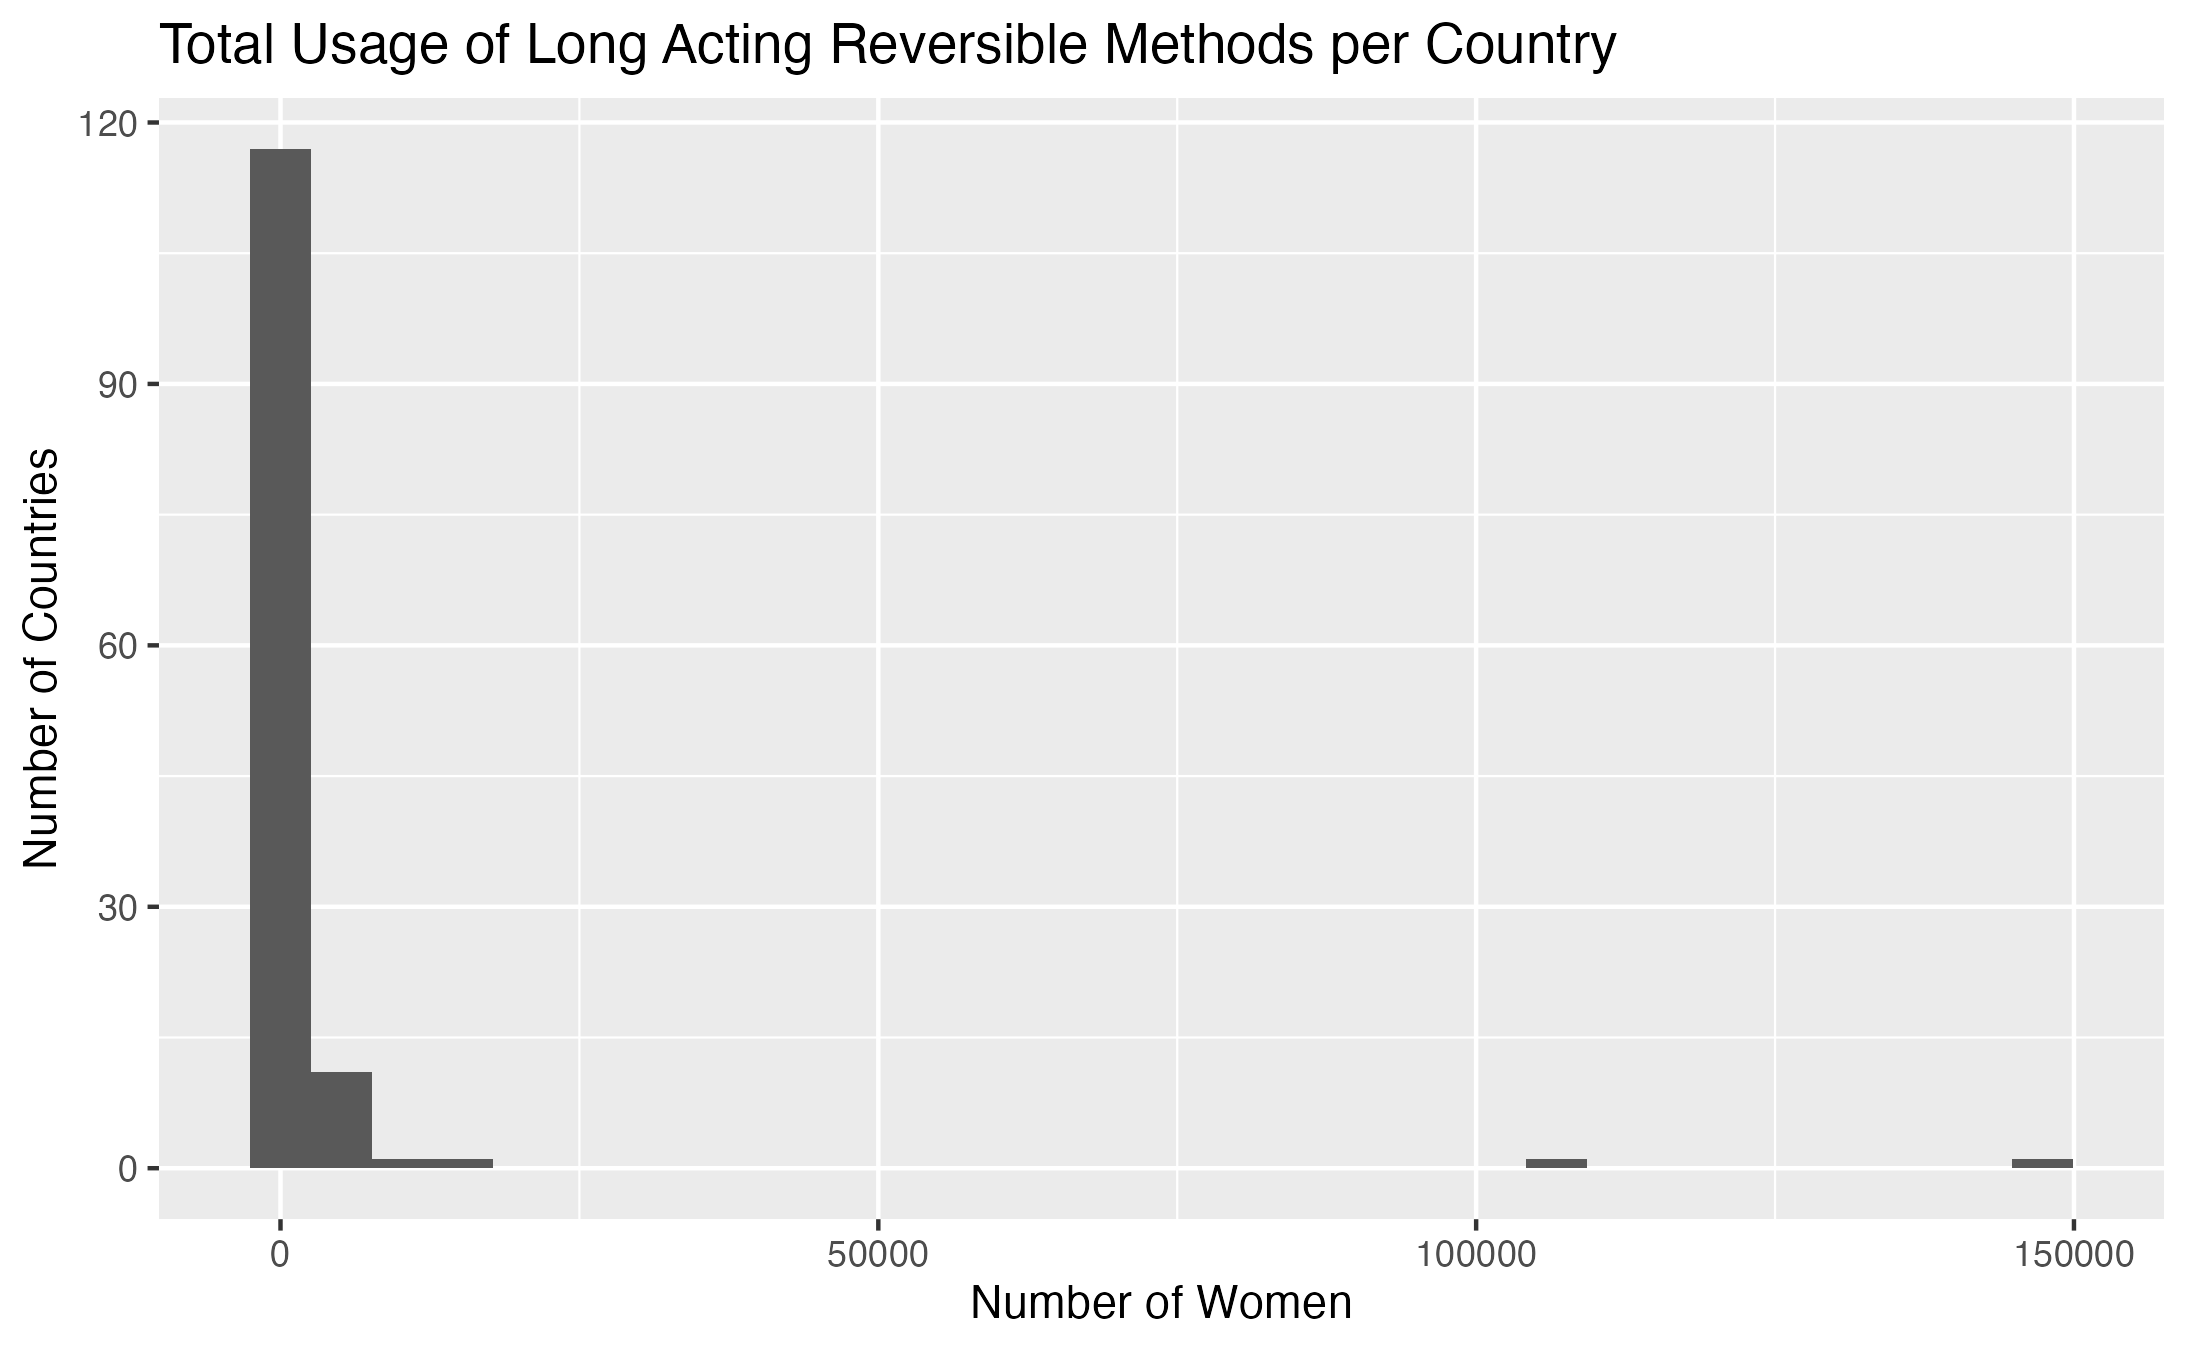 Total Usage of Long Acting Reversible Methods per Country
120
90
60
30
0
Number of Countries
0 50000 100000 150000
Number of Women